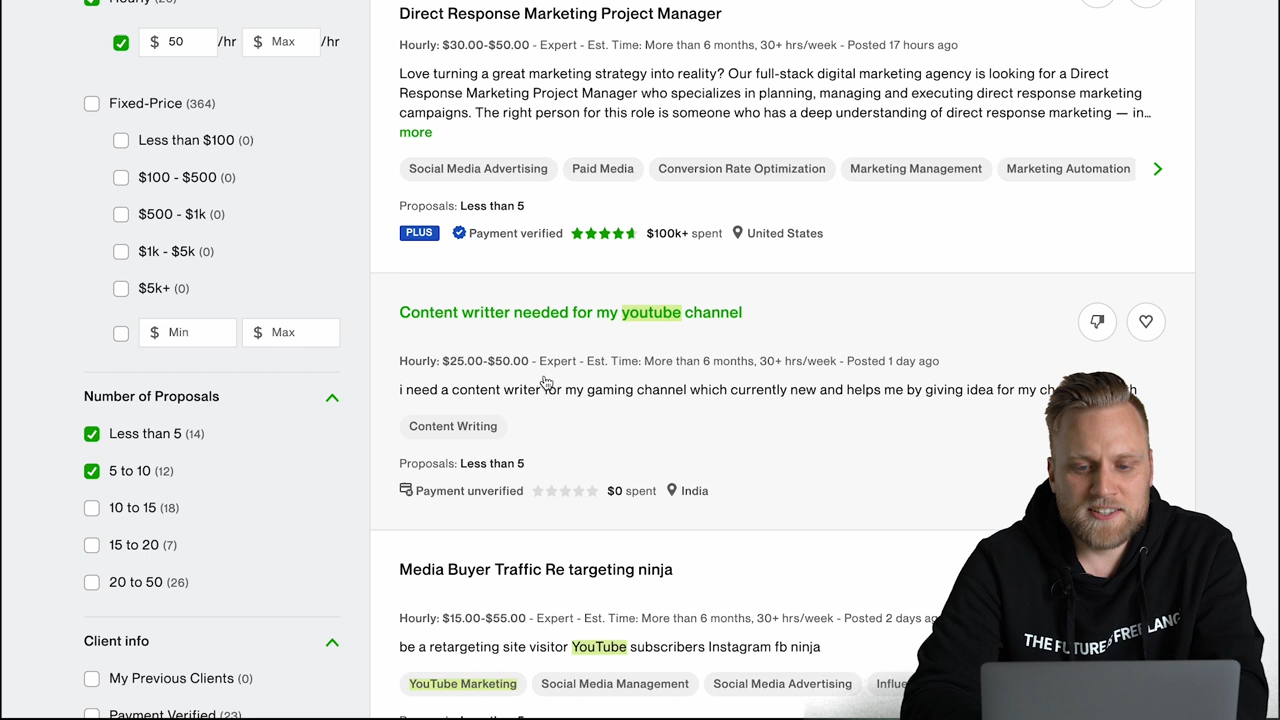 Hourly (26)
$ 50 /hr $ Max /hr
Fixed-Price (364)
Less than $100 (0)
$100 - $500 (0)
$500 - $1k (0)
$1k - $5k (0)
$5k+ (0)
$ Min $ Max
Number of Proposals
Less than 5 (14)
5 to 10 (12)
10 to 15 (18)
15 to 20 (7)
20 to 50 (26)
Client info
My Previous Clients (0)
Payment Verified (23)
Direct Response Marketing Project Manager
Hourly: $30.00-$50.00 - Expert - Est. Time: More than 6 months, 30+ hrs/week - Posted 17 hours ago
Love turning a great marketing strategy into reality? Our full-stack digital marketing agency is looking for a Direct
Response Marketing Project Manager who specializes in planning, managing and executing direct response marketing
campaigns. The right person for this role is someone who has a deep understanding of direct response marketing — in…
more
Social Media Advertising Paid Media Conversion Rate Optimization Marketing Management Marketing Automation
Proposals: Less than 5
PLUS Payment verified $100k+ spent United States
Content writter needed for my youtube channel
Hourly: $25.00-$50.00 - Expert - Est. Time: More than 6 months, 30+ hrs/week - Posted 1 day ago
i need a content writer for my gaming channel which currently new and helps me by giving idea for my
Content Writing
Proposals: Less than 5
Payment unverified $0 spent India
Media Buyer Traffic Re targeting ninja
Hourly: $15.00-$55.00 - Expert - Est. Time: More than 6 months, 30+ hrs/week - Posted 2 days
be a retargeting site visitor YouTube subscribers Instagram fb ninja
YouTube Marketing Social Media Management Social Media Advertising
THE FUTURE FREELANC